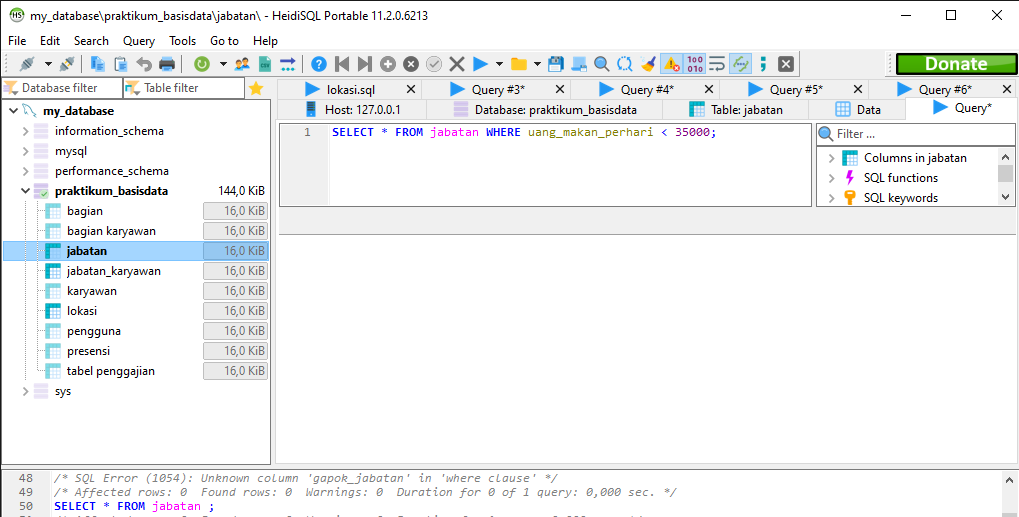 my_database\praktikum_basisdata\jabatan\ - HeidiSQL Portable 11.2.0.6213
File Edit Search Query Tools Go to Help
Donate
Database filter Table filter
lokasi.sql Query #3* Query #4* Query #5* Query #6*
Host: 127.0.0.1 Database: praktikum_basisdata Table: jabatan Data Query*
my_database
information_schema
mysql
performance_schema
praktikum_basisdata 144,0 KiB
bagian 16,0 KiB
bagian karyawan 16,0 KiB
jabatan 16,0 KiB
jabatan_karyawan 16,0 KiB
karyawan 16,0 KiB
lokasi 16,0 KiB
pengguna 16,0 KiB
presensi 16,0 KiB
tabel penggajian 16,0 KiB
sys
1 SELECT * FROM jabatan WHERE uang_makan_perhari < 35000;
Filter ...
Columns in jabatan
SQL functions
SQL keywords
48 /* SQL Error (1054): Unknown column 'gapok_jabatan' in 'where clause' */
49 /* Affected rows: 0 Found rows: 0 Warnings: 0 Duration for 0 of 1 query: 0,000 sec. */
50 SELECT * FROM jabatan ;